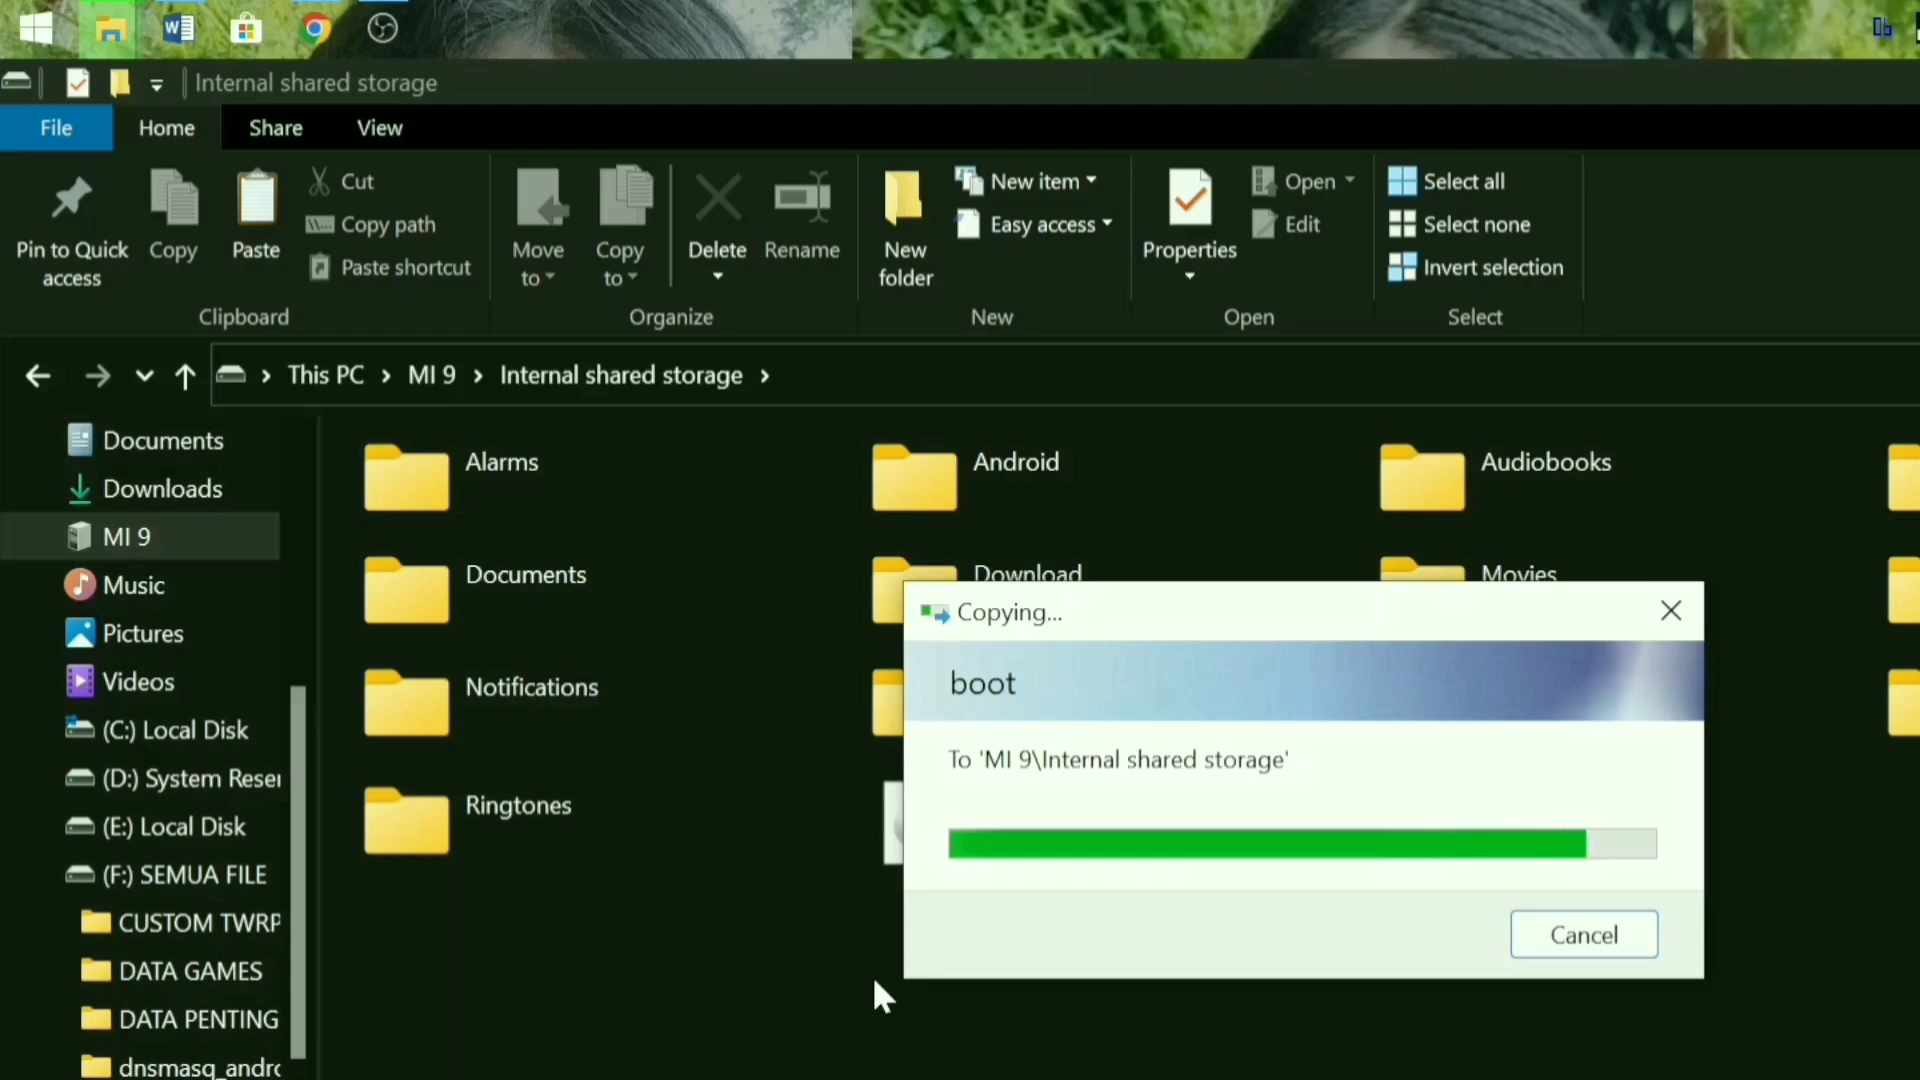 Internal shared storage
File
Home
Share
View
Pin to Quick
access
Copy
Paste
Cut
Copy path
Paste shortcut
Clipboard
Move
to
Copy
to
Delete
Rename
Organize
New
folder
New item
Easy access
New
Properties
Open
Edit
Open
Select all
Select none
Invert selection
Select
This PC
MI 9
Internal shared storage
Documents
Downloads
MI 9
Music
Pictures
Videos
(C:) Local Disk
(D:) System Reser
(E:) Local Disk
(F:) SEMUA FILE
CUSTOM TWRP
DATA GAMES
DATA PENTING
dnsmasq_andro
Alarms
Android
Audiobooks
Documents
Download
Movies
Notifications
Ringtones
Copying...
boot
To 'MI 9\Internal shared storage'
Cancel